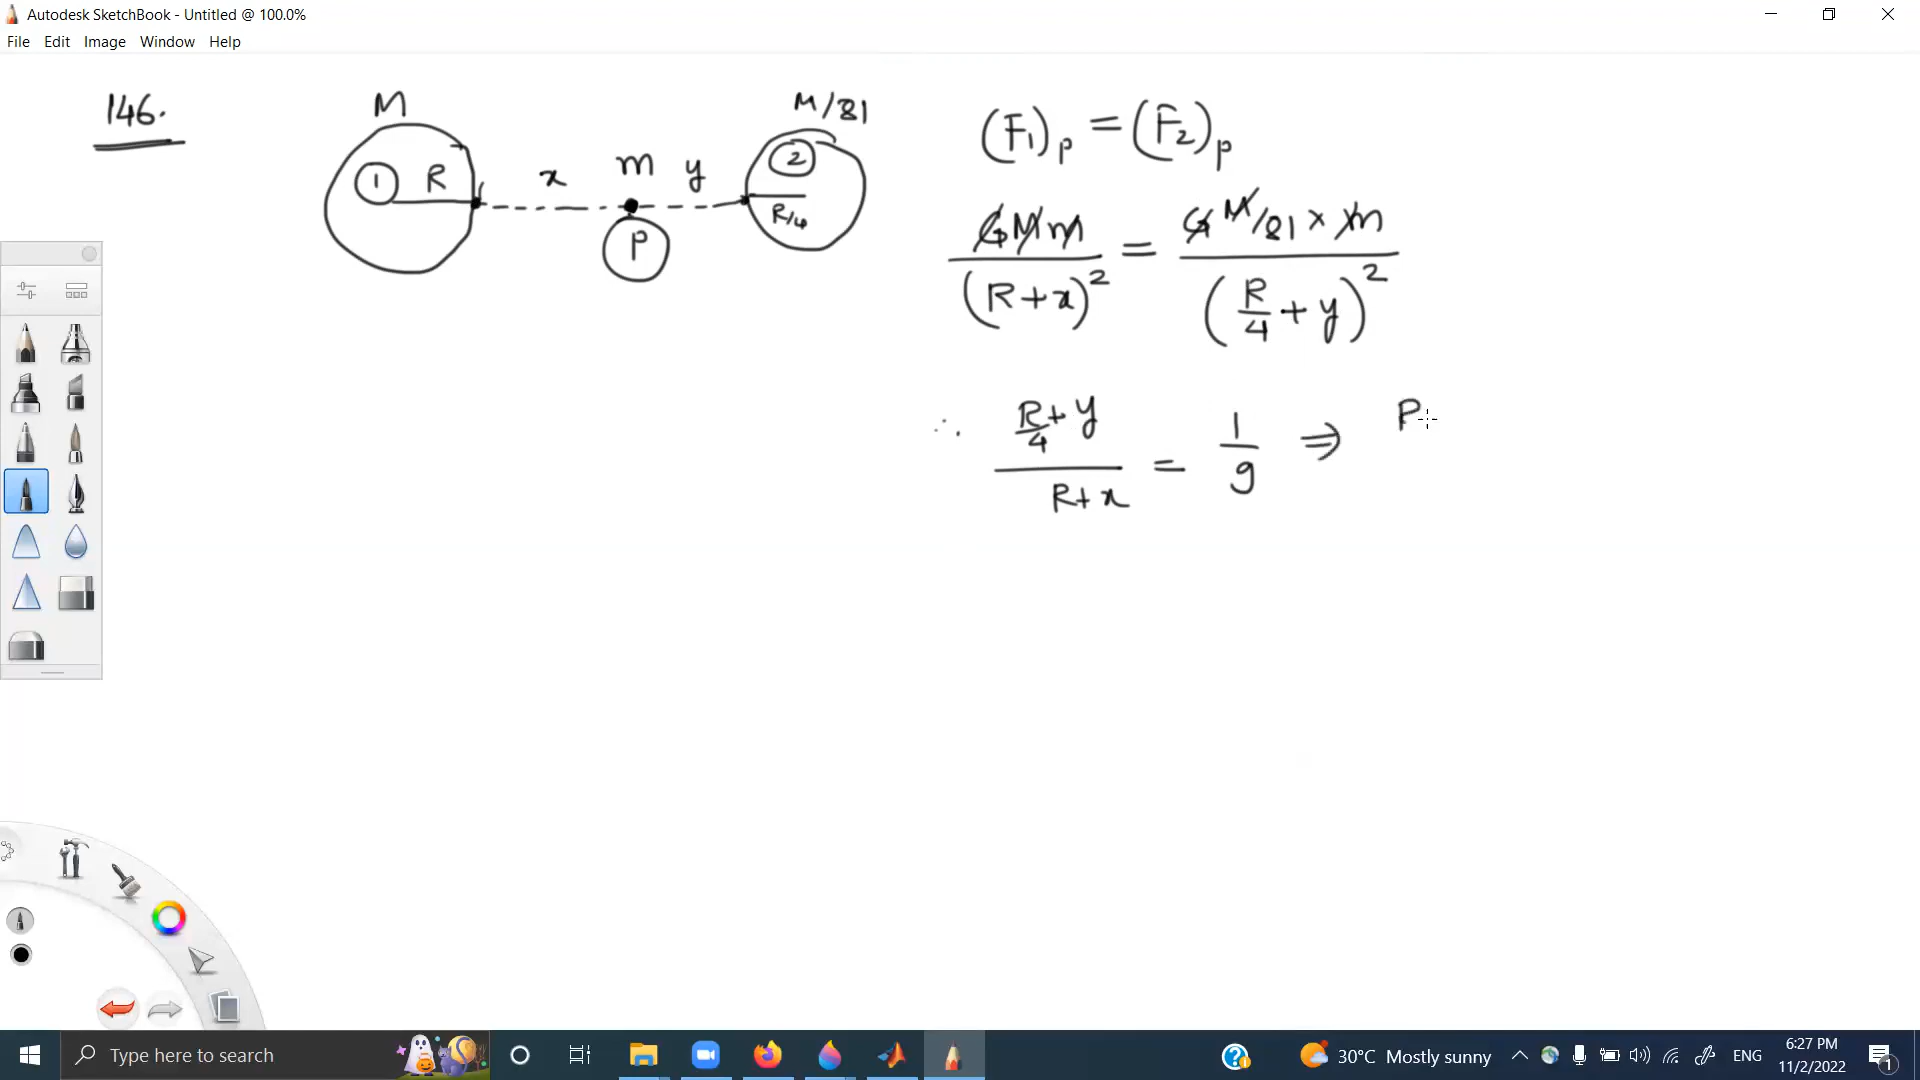 Autodesk SketchBook - Untitled @ 100.0%
File Edit Image Window Help
146.
M
M/81
1 R x m y 2
R/4
P
(F1)p = (F2)p
GMm/(R+x)^2 = G M/81 × m/(R/4 + y)^2
∴ (R/4 + y)/(R+x) = 1/9 ⇒ R
Type here to search
30°C Mostly sunny
ENG
6:27 PM
11/2/2022
1